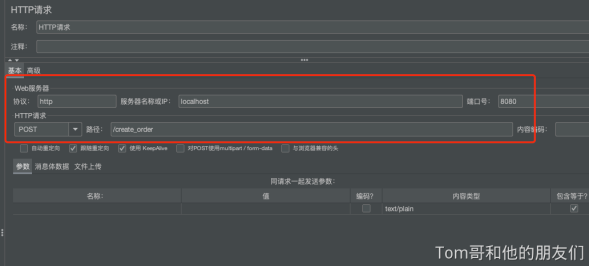 HTTP请求
名称： HTTP请求
注释：
基本 高级
Web服务器
协议： http 服务器名称或IP： localhost 端口号： 8080
HTTP请求
POST 路径： /create_order 内容编码：
自动重定向 跟随重定向 使用 KeepAlive 对POST使用multipart / form-data 与浏览器兼容的头
参数 消息体数据 文件上传
同请求一起发送参数：
名称： 值 编码？ 内容类型 包含等于？
text/plain
Tom哥和他的朋友们